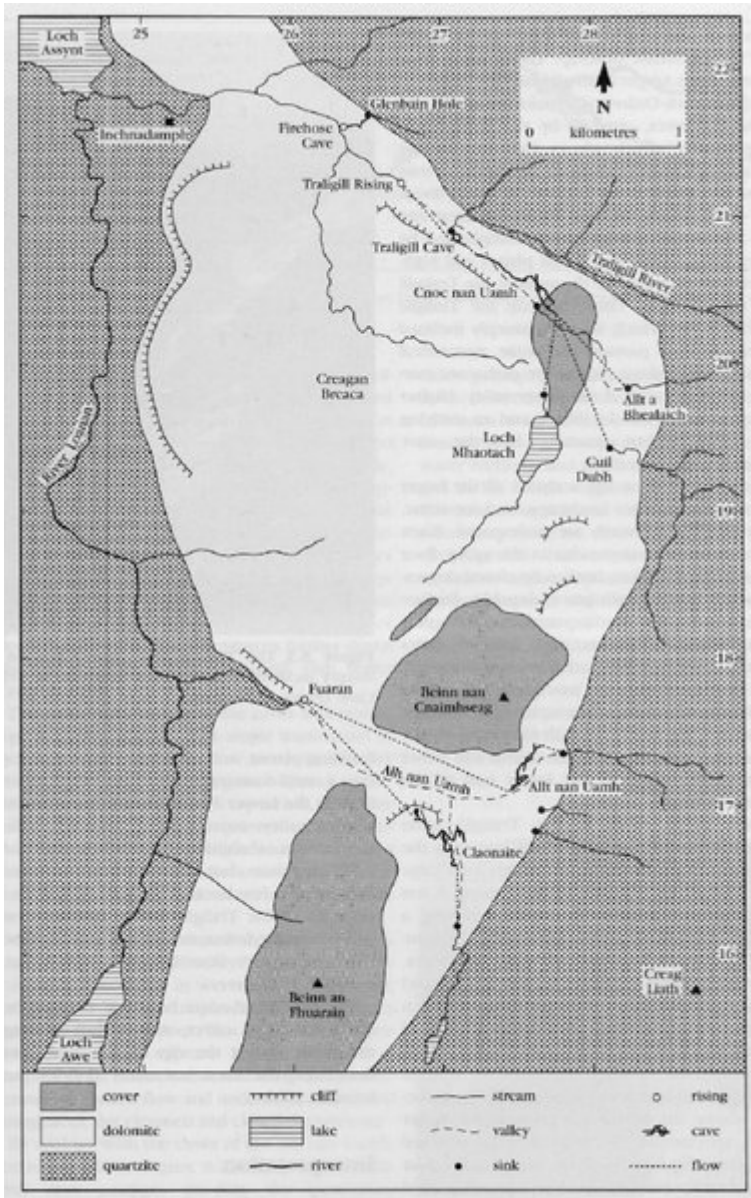 Loch
Assynt
25
26
27
28
22
N
0 kilometres 1
Glenbain Hole
Inchnadamph
Firehose
Cave
Traligill Rising
21
Traligill Cave
Traligill River
Cnoc nan Uamh
20
Creagan
Breaca
Allt a
Bhealaich
Loch
Mhaotach
Cuil
Dubh
River Loanan
19
18
Fuaran
Beinn nan
Cnaimhseag
Allt nan Uamh
Allt nan Uamh
17
Claonaite
16
Creag
Liath
Beinn an
Fhuarain
Loch
Awe
cover
cliff
stream
rising
dolomite
lake
valley
cave
quartzite
river
sink
flow